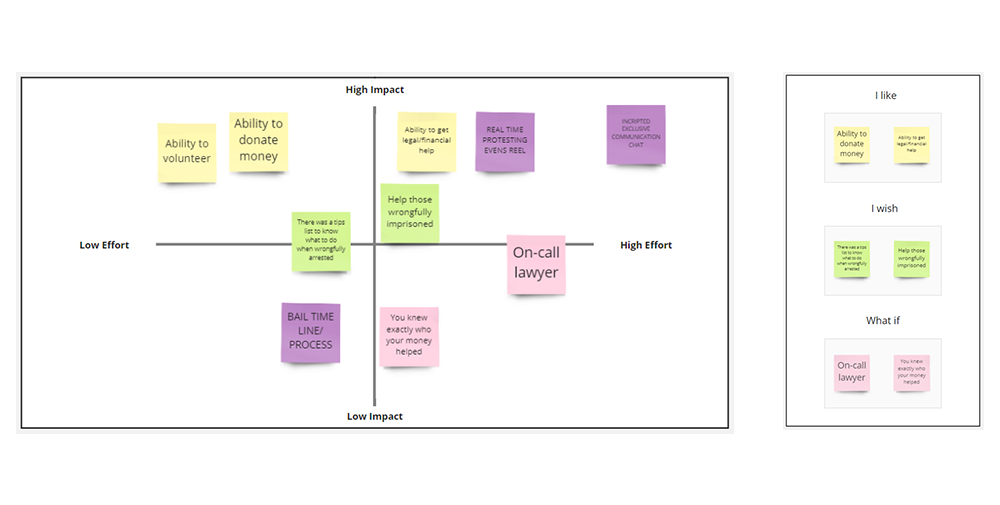 High Impact
Ability to
volunteer
Ability to
donate
money
Ability to get
legal/financial
help
REAL TIME
PROTESTING
EVENS REEL
INCRIPTED
EXCLUSIVE
COMMUNICATION
CHAT
There was a tips
list to know
what to do
when wrongfully
arrested
Help those
wrongfully
imprisoned
Low Effort
High Effort
On-call
lawyer
BAIL TIME
LINE/
PROCESS
You knew
exactly who
your money
helped
Low Impact
I like
Ability to
donate
money
Ability to get
legal/financial
help
I wish
There was a tips
list to know
what to do
when wrongfully
arrested
Help those
wrongfully
imprisoned
What if
On-call
lawyer
You knew
exactly who
your money
helped